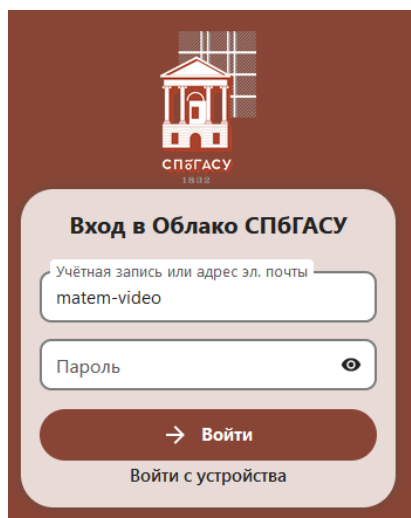 СПбГАСУ
1832
Вход в Облако СПбГАСУ
Учётная запись или адрес эл. почты
matem-video
Пароль
Войти
Войти с устройства